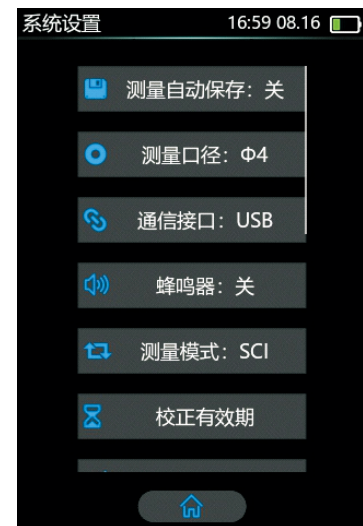 系统设置
16:59 08.16
测量自动保存：关
测量口径：Φ4
通信接口：USB
蜂鸣器：关
测量模式：SCI
校正有效期